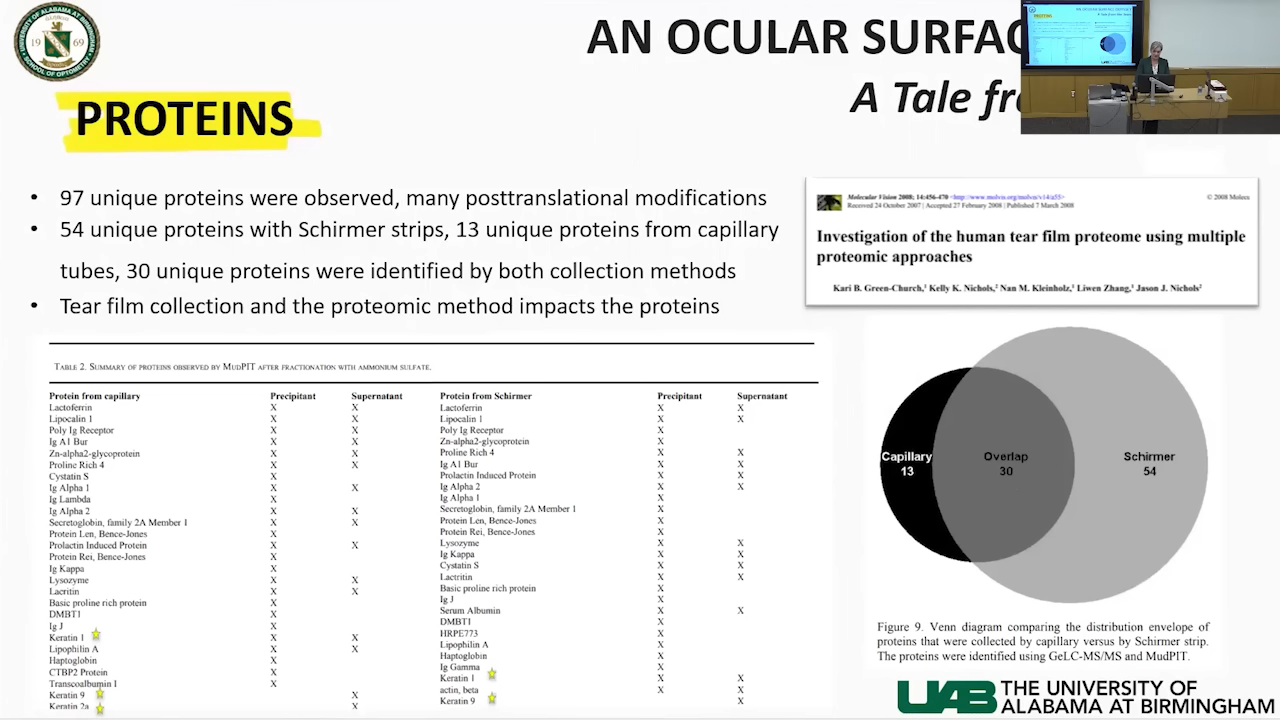 UNIVERSITY OF ALABAMA AT BIRMINGHAM
1969
SCHOOL OF OPTOMETRY
AN OCULAR SURFAC
A Tale fr
PROTEINS
• 97 unique proteins were observed, many posttranslational modifications
• 54 unique proteins with Schirmer strips, 13 unique proteins from capillary
tubes, 30 unique proteins were identified by both collection methods
• Tear film collection and the proteomic method impacts the proteins
Molecular Vision 2008; 14:456-470 <http://www.molvis.org/molvis/v14/a55> © 2008 Molecu
Received 24 October 2007 | Accepted 27 February 2008 | Published 7 March 2008
Investigation of the human tear film proteome using multiple
proteomic approaches
Kari B. Green-Church,¹ Kelly K. Nichols,² Nan M. Kleinholz,¹ Liwen Zhang,¹ Jason J. Nichols²
TABLE 2. SUMMARY OF PROTEINS OBSERVED BY MUDPIT AFTER FRACTIONATION WITH AMMONIUM SULFATE.
Protein from capillary Precipitant Supernatant Protein from Schirmer Precipitant Supernatant
Lactoferrin X X Lactoferrin X X
Lipocalin 1 X X Lipocalin 1 X X
Poly Ig Receptor X X Poly Ig Receptor X
Ig A1 Bur X X Zn-alpha2-glycoprotein X
Zn-alpha2-glycoprotein X X Proline Rich 4 X X
Proline Rich 4 X X Ig A1 Bur X X
Cystatin S X Prolactin Induced Protein X X
Ig Alpha 1 X X Ig Alpha 2 X X
Ig Lambda X Ig Alpha 1 X
Ig Alpha 2 X X Secretoglobin, family 2A Member 1 X
Secretoglobin, family 2A Member 1 X X Protein Len, Bence-Jones X
Protein Len, Bence-Jones X Protein Rei, Bence-Jones X
Prolactin Induced Protein X X Lysozyme X X
Protein Rei, Bence-Jones X Ig Kappa X X
Ig Kappa X Cystatin S X X
Lysozyme X X Lactritin X X
Lacritin X X Basic proline rich protein X
Basic proline rich protein X Ig J X
DMBT1 X Serum Albumin X X
Ig J X DMBT1 X
Keratin 1 X X HRPE773 X
Lipophilin A X X Lipophilin A X
Haptoglobin X Haptoglobin X
CTBP2 Protein X Ig Gamma X
Transcoalbumin I X Keratin 1 X X
Keratin 9 X actin, beta X X
Keratin 2a X Keratin 9 X
Capillary
13
Overlap
30
Schirmer
54
Figure 9. Venn diagram comparing the distribution envelope of
proteins that were collected by capillary versus by Schirmer strip.
The proteins were identified using GeLC-MS/MS and MudPIT.
UAB THE UNIVERSITY OF
ALABAMA AT BIRMINGHAM